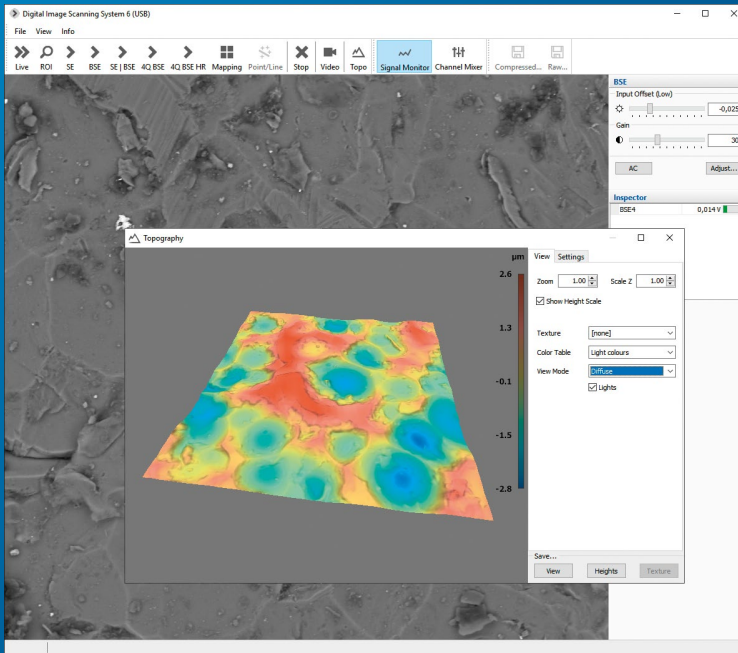 Digital Image Scanning System 6 (USB)
File View Info
Live ROI SE BSE SE | BSE 4Q BSE 4Q BSE HR Mapping Point/Line Stop Video Topo Signal Monitor Channel Mixer Compressed... Raw...
BSE
Input Offset (Low)
-0,025
Gain
30
AC Adjust...
Inspector
BSE4 0,014 V
Topography
µm
2.6
1.3
-0.1
-1.5
-2.8
View Settings
Zoom 1.00 Scale Z 1.00
Show Height Scale
Texture [none]
Color Table Light colours
View Mode Diffuse
Lights
Save...
View Heights Texture